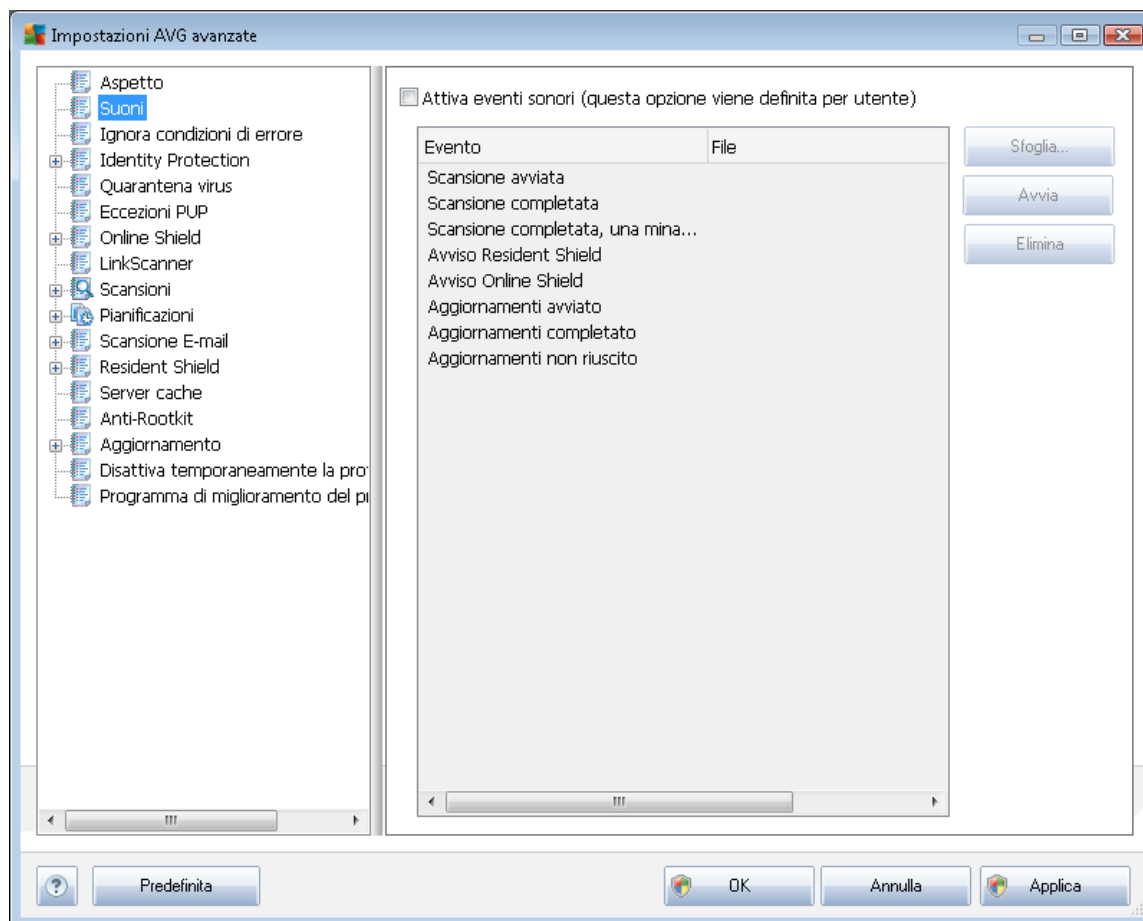 Impostazioni AVG avanzate
Aspetto
Suoni
Ignora condizioni di errore
Identity Protection
Quarantena virus
Eccezioni PUP
Online Shield
LinkScanner
Scansioni
Pianificazioni
Scansione E-mail
Resident Shield
Server cache
Anti-Rootkit
Aggiornamento
Disattiva temporaneamente la pro
Programma di miglioramento del p
Attiva eventi sonori (questa opzione viene definita per utente)
Evento File
Scansione avviata
Scansione completata
Scansione completata, una mina...
Avviso Resident Shield
Avviso Online Shield
Aggiornamenti avviato
Aggiornamenti completato
Aggiornamenti non riuscito
Sfoglia...
Avvia
Elimina
? Predefinita OK Annulla Applica